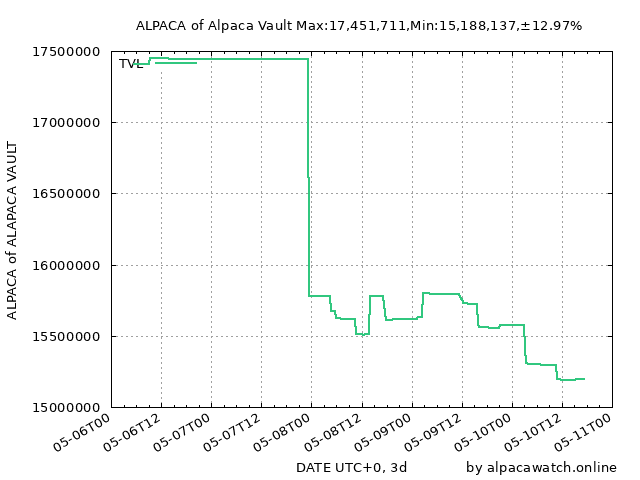 ALPACA of Alpaca Vault Max:17,451,711,Min:15,188,137,±12.97%
17500000
TVL
17000000
16500000
16000000
15500000
15000000
ALPACA of ALAPACA VAULT
05-06T00
05-06T12
05-07T00
05-07T12
05-08T00
05-08T12
05-09T00
05-09T12
05-10T00
05-10T12
05-11T00
DATE UTC+0, 3d
by alpacawatch.online